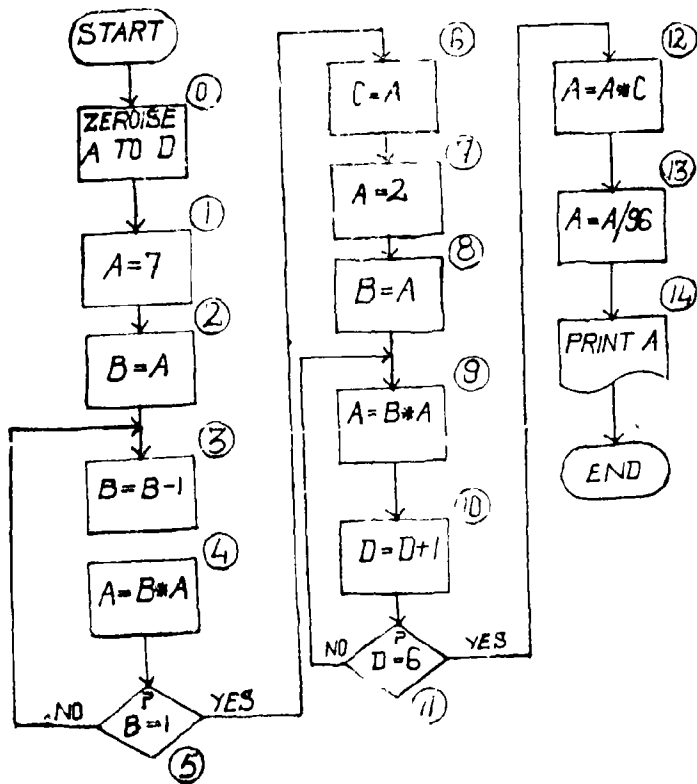 START
0
ZEROISE
A TO D
1
A=7
2
B=A
3
B=B-1
4
A=B*A
NO
?
B=1
YES
5
6
C=A
7
A=2
8
B=A
9
A=B*A
10
D=D+1
NO
?
D=6
YES
11
12
A=A*C
13
A=A/96
14
PRINT A
END